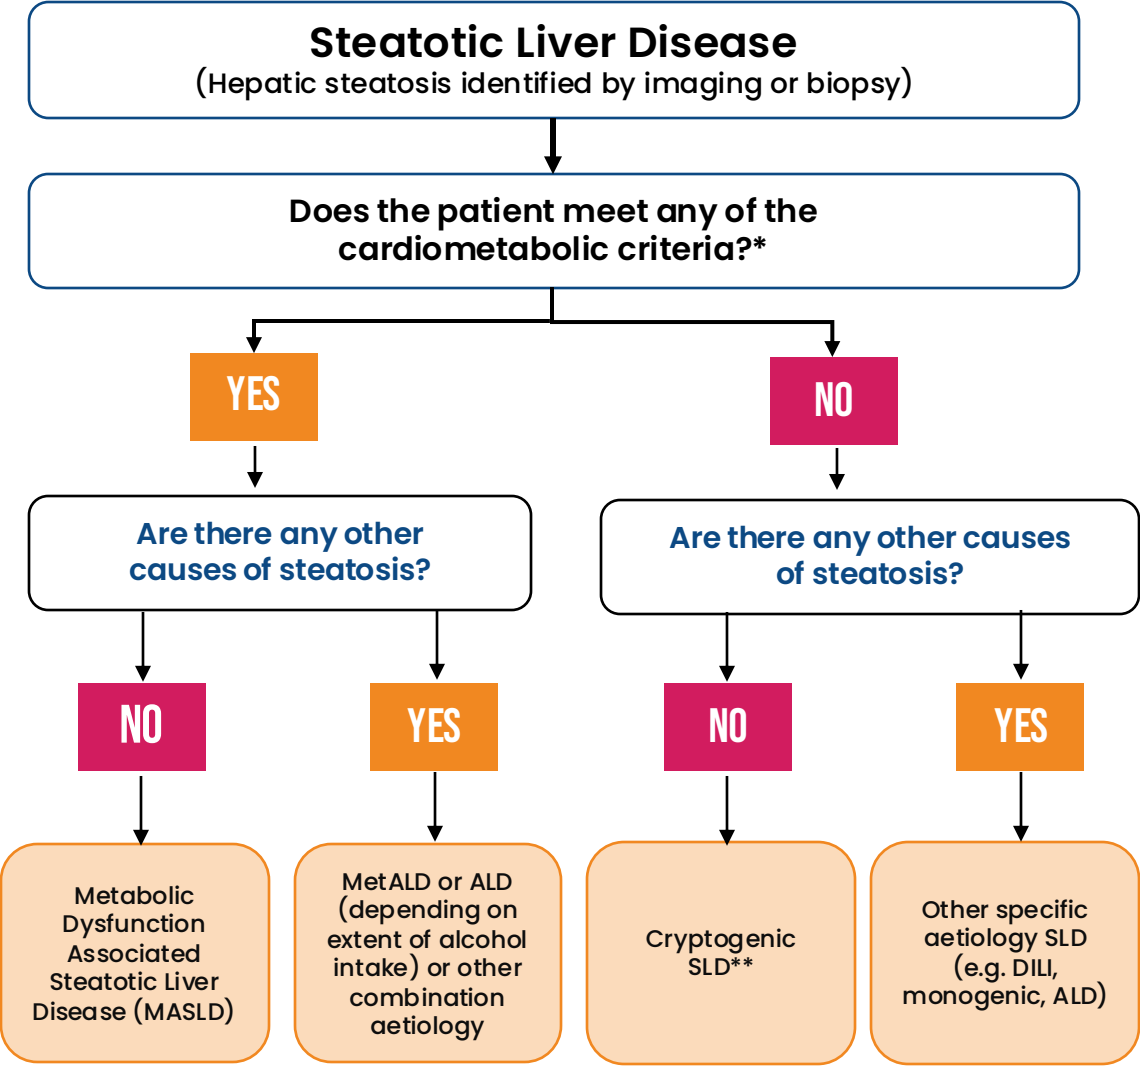 Steatotic Liver Disease
(Hepatic steatosis identified by imaging or biopsy)
Does the patient meet any of the
cardiometabolic criteria?*
YES
NO
Are there any other
causes of steatosis?
Are there any other causes
of steatosis?
NO
YES
NO
YES
Metabolic
Dysfunction
Associated
Steatotic Liver
Disease (MASLD)
MetALD or ALD
(depending on
extent of alcohol
intake) or other
combination
aetiology
Cryptogenic
SLD**
Other specific
aetiology SLD
(e.g. DILI,
monogenic, ALD)